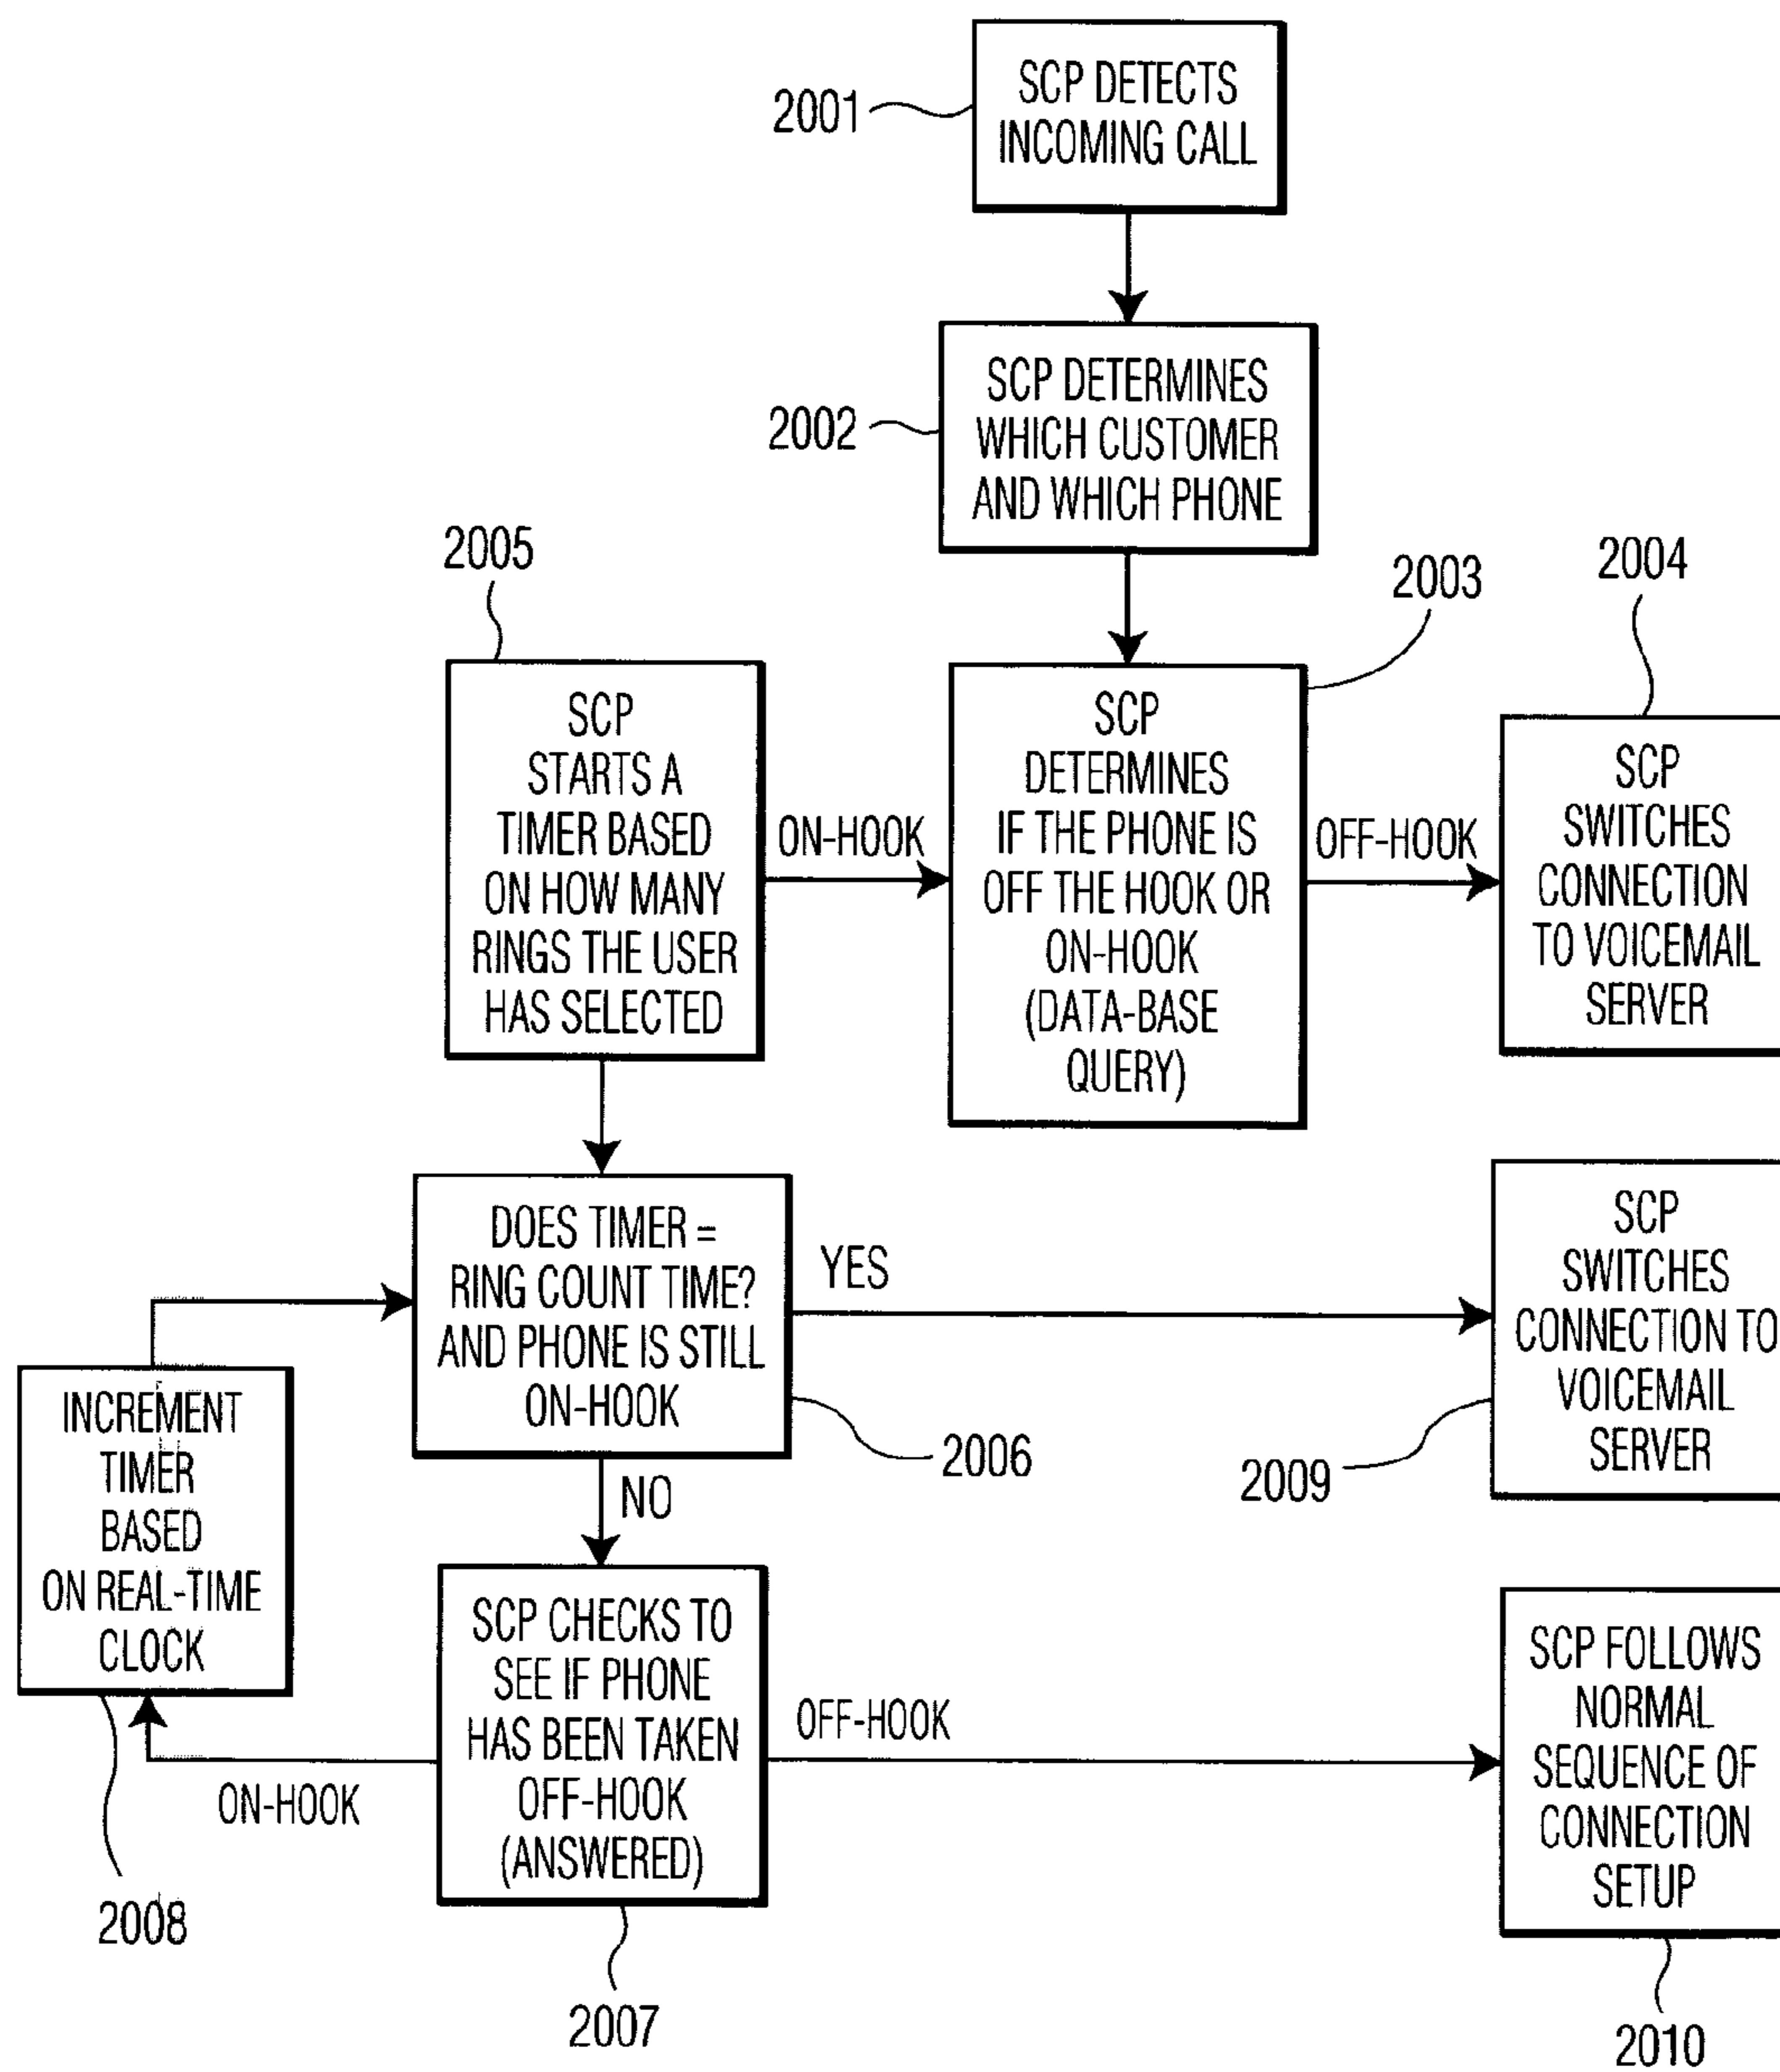 2001
SCP DETECTS
INCOMING CALL
2002
SCP DETERMINES
WHICH CUSTOMER
AND WHICH PHONE
2005
SCP
STARTS A
TIMER BASED
ON HOW MANY
RINGS THE USER
HAS SELECTED
ON-HOOK
2003
SCP
DETERMINES
IF THE PHONE IS
OFF THE HOOK OR
ON-HOOK
(DATA-BASE
QUERY)
OFF-HOOK
2004
SCP
SWITCHES
CONNECTION
TO VOICEMAIL
SERVER
DOES TIMER =
RING COUNT TIME?
AND PHONE IS STILL
ON-HOOK
2006
YES
SCP
SWITCHES
CONNECTION TO
VOICEMAIL
SERVER
2009
NO
INCREMENT
TIMER
BASED
ON REAL-TIME
CLOCK
2008
ON-HOOK
SCP CHECKS TO
SEE IF PHONE
HAS BEEN TAKEN
OFF-HOOK
(ANSWERED)
2007
OFF-HOOK
SCP FOLLOWS
NORMAL
SEQUENCE OF
CONNECTION
SETUP
2010